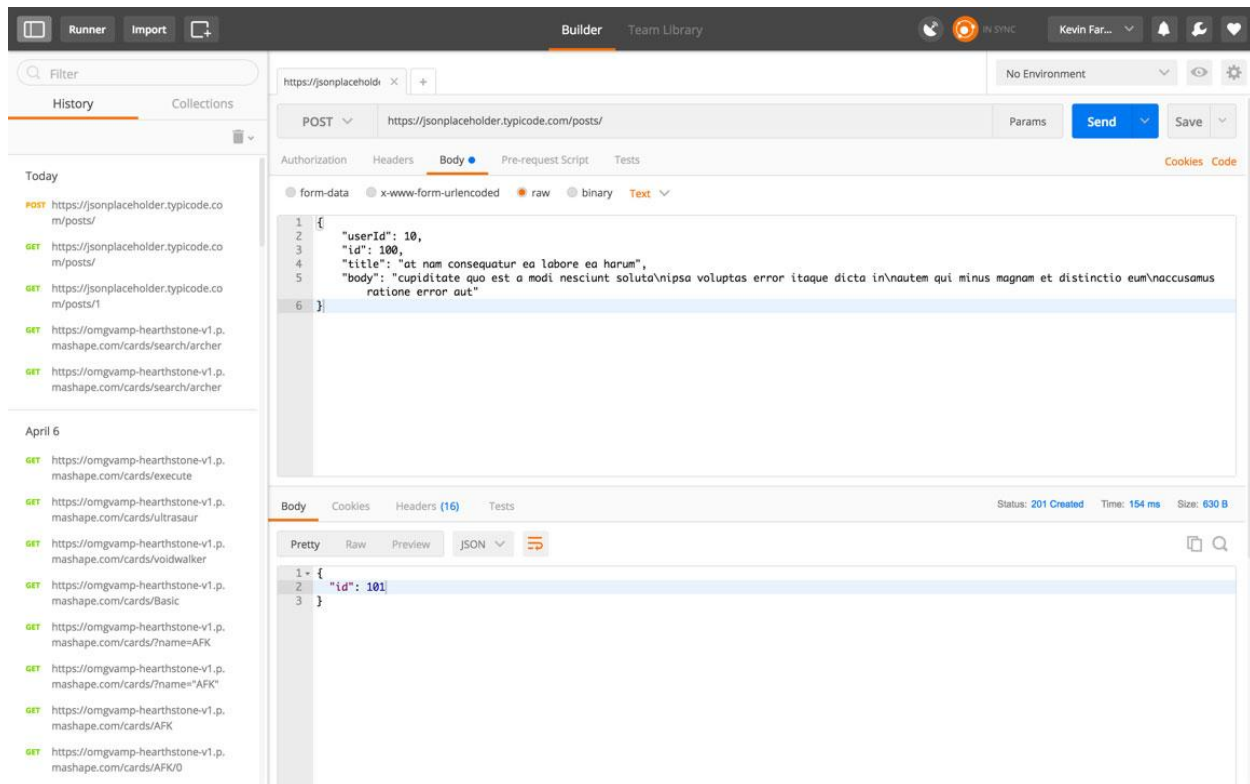 Runner Import Builder Team Library IN SYNC Kevin Far...
Filter
History Collections
Today
POST https://jsonplaceholder.typicode.co
m/posts/
GET https://jsonplaceholder.typicode.co
m/posts/
GET https://jsonplaceholder.typicode.co
m/posts/1
GET https://omgvamp-hearthstone-v1.p.
mashape.com/cards/search/archer
GET https://omgvamp-hearthstone-v1.p.
mashape.com/cards/search/archer
April 6
GET https://omgvamp-hearthstone-v1.p.
mashape.com/cards/execute
GET https://omgvamp-hearthstone-v1.p.
mashape.com/cards/ultrasaur
GET https://omgvamp-hearthstone-v1.p.
mashape.com/cards/voidwalker
GET https://omgvamp-hearthstone-v1.p.
mashape.com/cards/Basic
GET https://omgvamp-hearthstone-v1.p.
mashape.com/cards/?name=AFK
GET https://omgvamp-hearthstone-v1.p.
mashape.com/cards/?name="AFK"
GET https://omgvamp-hearthstone-v1.p.
mashape.com/cards/AFK
GET https://omgvamp-hearthstone-v1.p.
mashape.com/cards/AFK/0
https://jsonplaceholde × + No Environment
POST https://jsonplaceholder.typicode.com/posts/ Params Send Save
Authorization Headers Body Pre-request Script Tests Cookies Code
form-data x-www-form-urlencoded raw binary Text
1 {
2 "userId": 10,
3 "id": 100,
4 "title": "at nam consequatur ea labore ea harum",
5 "body": "cupiditate quo est a modi nesciunt soluta\nipsa voluptas error itaque dicta in\nautem qui minus magnam et distinctio eum\naccusamus
ratione error aut"
6 }
Body Cookies Headers (16) Tests Status: 201 Created Time: 154 ms Size: 630 B
Pretty Raw Preview JSON
1 {
2 "id": 101
3 }